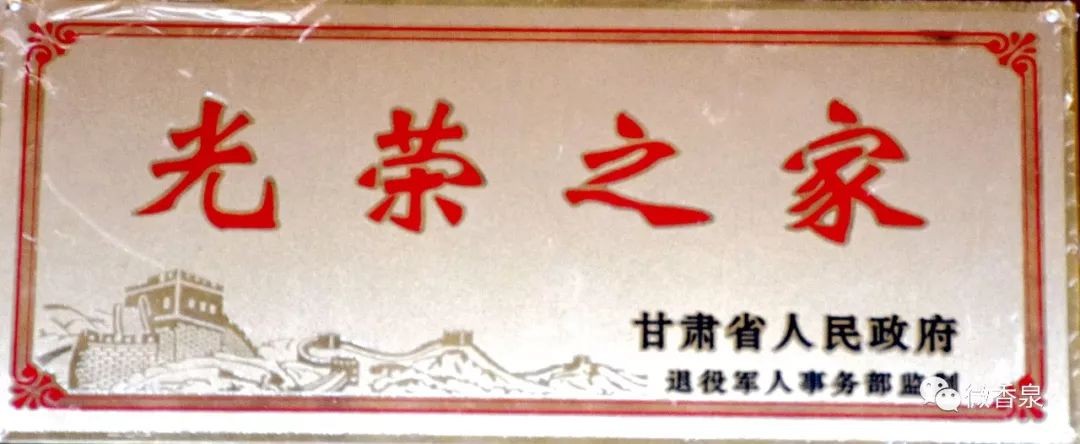 光荣之家
甘肃省人民政府
退役军人事务部监制
微香泉